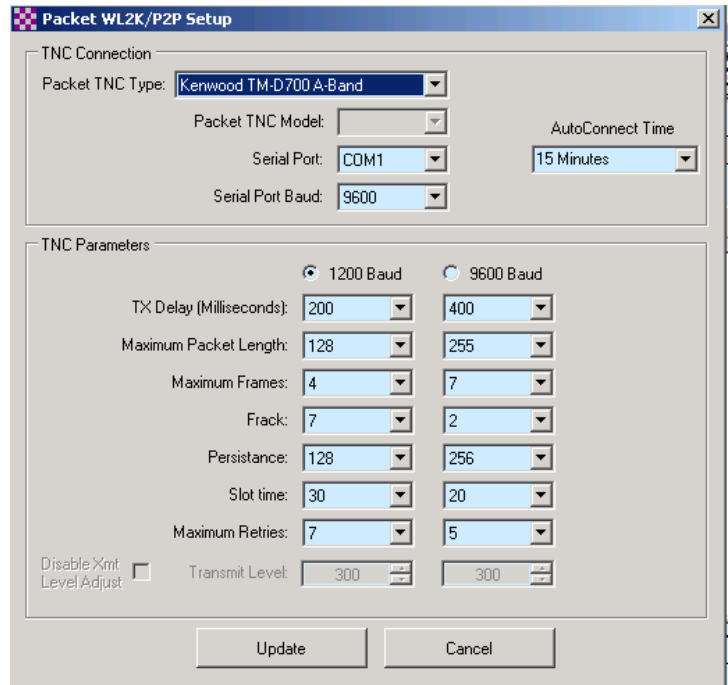 Packet WL2K/P2P Setup
TNC Connection
Packet TNC Type: Kenwood TM-D700 A-Band
Packet TNC Model:
AutoConnect Time
Serial Port: COM1
15 Minutes
Serial Port Baud: 9600
TNC Parameters
1200 Baud 9600 Baud
TX Delay (Milliseconds): 200 400
Maximum Packet Length: 128 255
Maximum Frames: 4 7
Frack: 7 2
Persistance: 128 256
Slot time: 30 20
Maximum Retries: 7 5
Disable Xmt
Level Adjust
Transmit Level: 300 300
Update Cancel